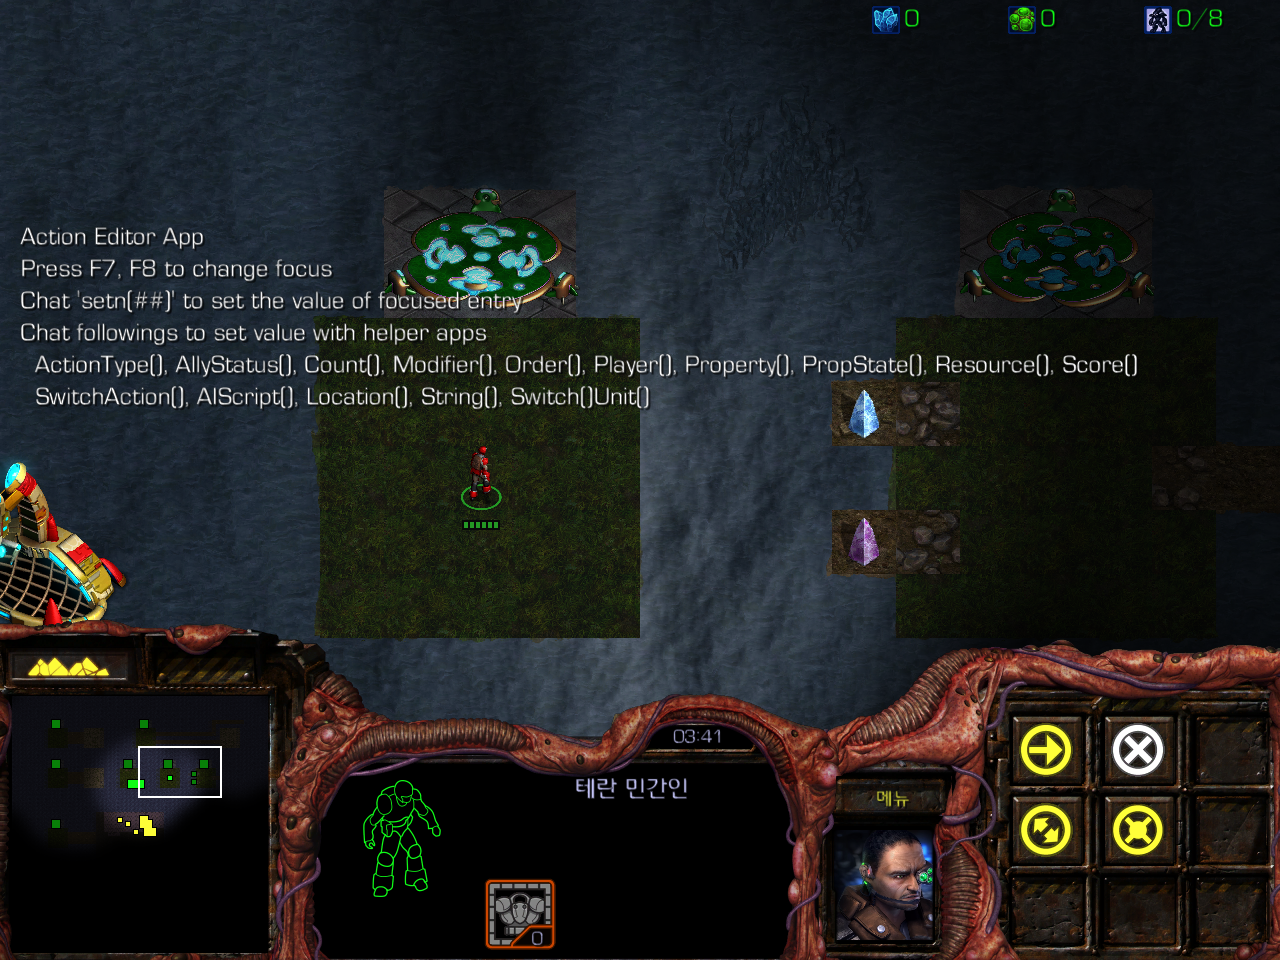 0 0 0/8
Action Editor App
Press F7, F8 to change focus
Chat 'setn(##)' to set the value of focused entry
Chat followings to set value with helper apps
ActionType(), AllyStatus(), Count(), Modifier(), Order(), Player(), Property(), PropState(), Resource(), Score()
SwitchAction(), AIScript(), Location(), String(), Switch()Unit()
03:41
테란 민간인
메뉴
0